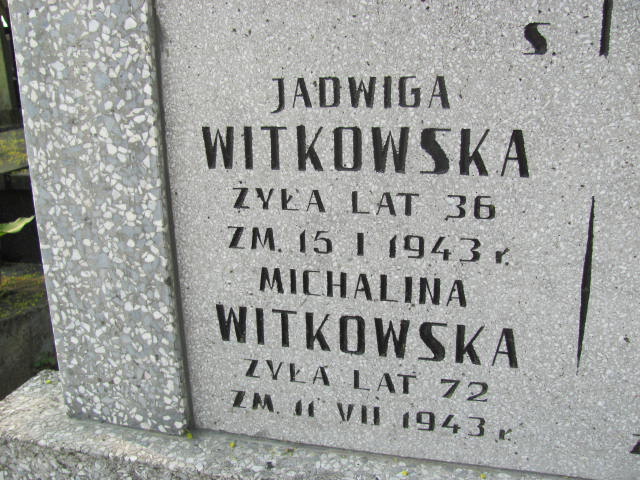 S
JADWIGA
WITKOWSKA
ŻYŁA LAT 36
ZM. 15 I 1943 r.
MICHALINA
WITKOWSKA
ŻYŁA LAT 72
ZM. 11 VII 1943 r.